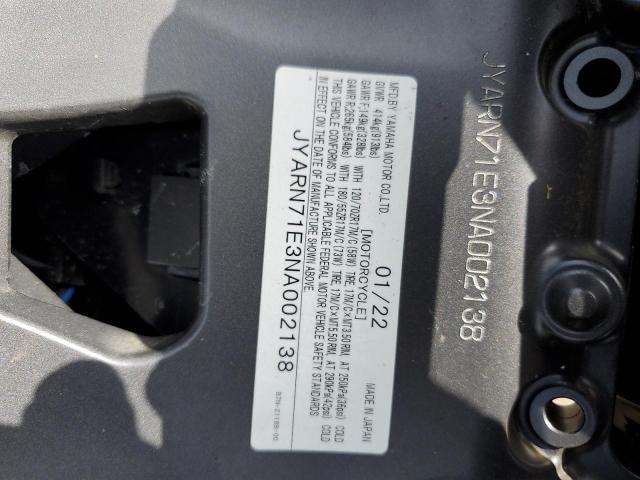 MFD.BY YAMAHA MOTOR CO.,LTD. 01/22 MADE IN JAPAN
[MOTORCYCLE]
GVWR: 414kg(913lbs)
GAWR F:149kg(328lbs) WITH 120/70ZR17M/C (58W) TIRE, 17M/C×MT3.50 RIM, AT 250kPa(36psi) COLD
GAWR R:265kg(584lbs) WITH 180/55ZR17M/C (73W) TIRE, 17M/C×MT5.50 RIM, AT 290kPa(42psi) COLD
THIS VEHICLE CONFORMS TO ALL APPLICABLE FEDERAL MOTOR VEHICLE SAFETY STANDARDS
IN EFFECT ON THE DATE OF MANUFACTURE SHOWN ABOVE.
JYARN71E3NA002138
B7N-21186-00
JYARN71E3NA002138